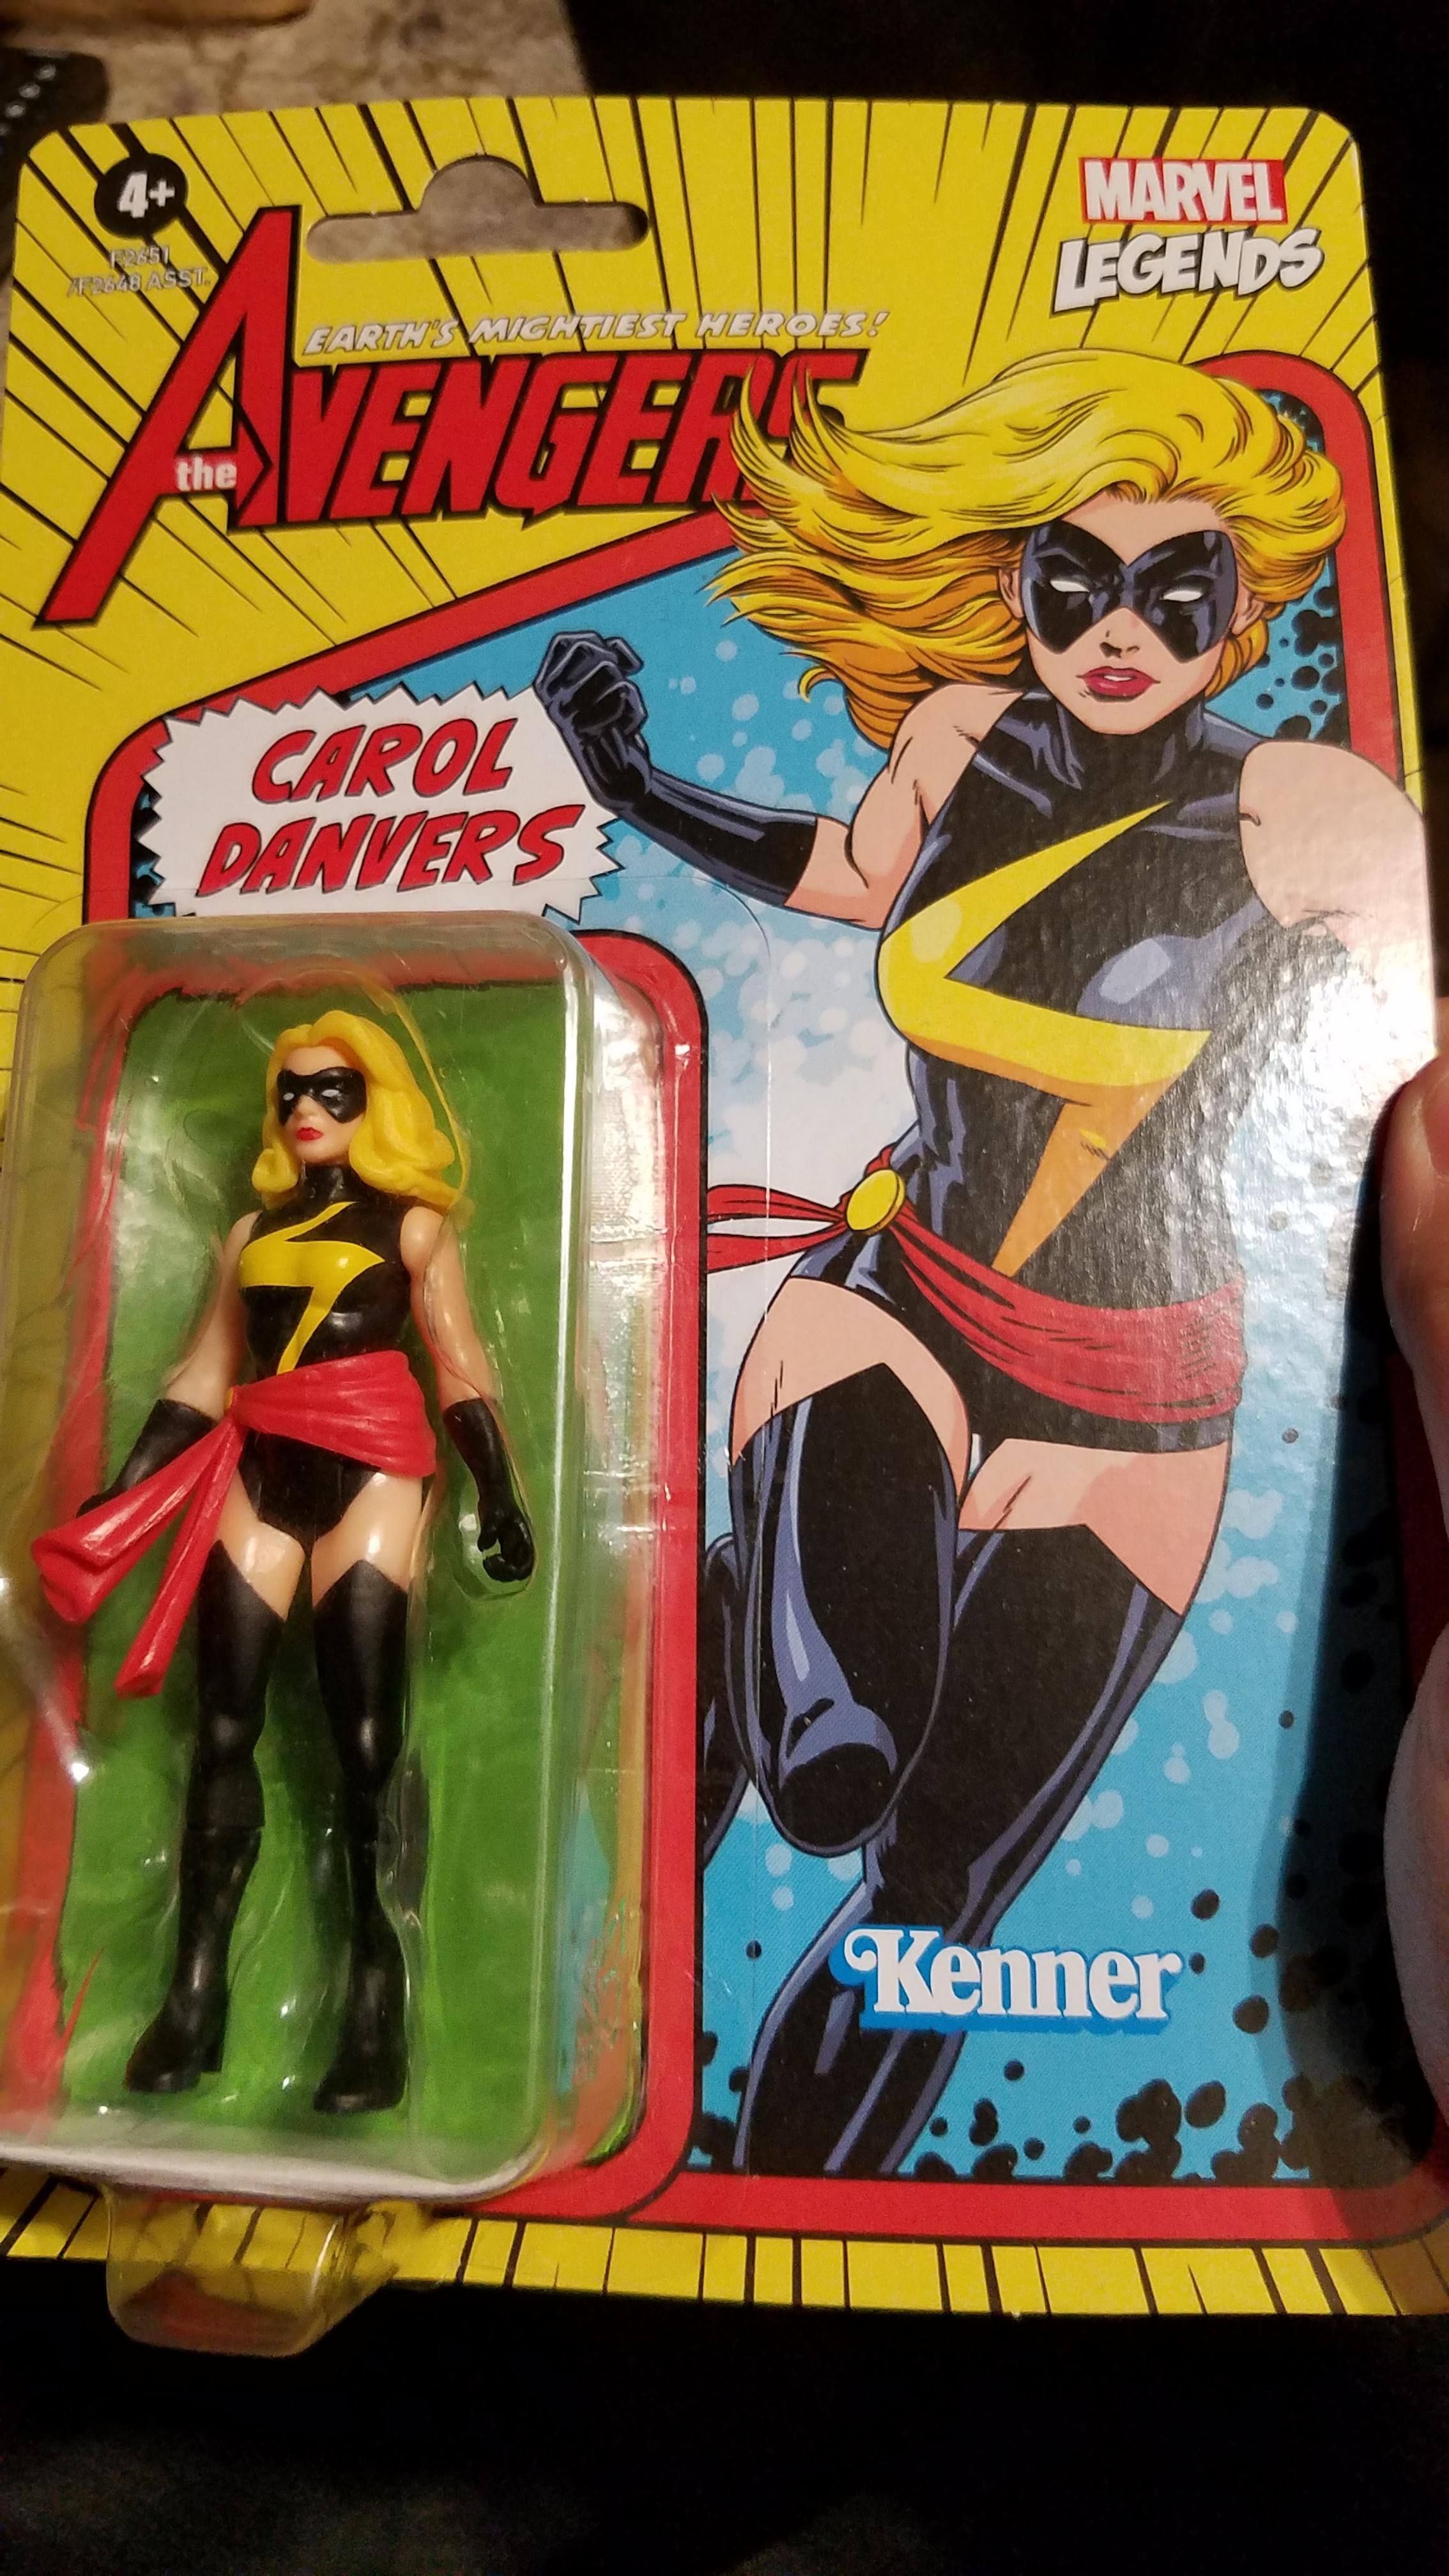 4+
F2651
/F2648 ASST.
MARVEL
LEGENDS
EARTH'S MIGHTIEST HEROES!
the AVENGERS
CAROL
DANVERS
Kenner